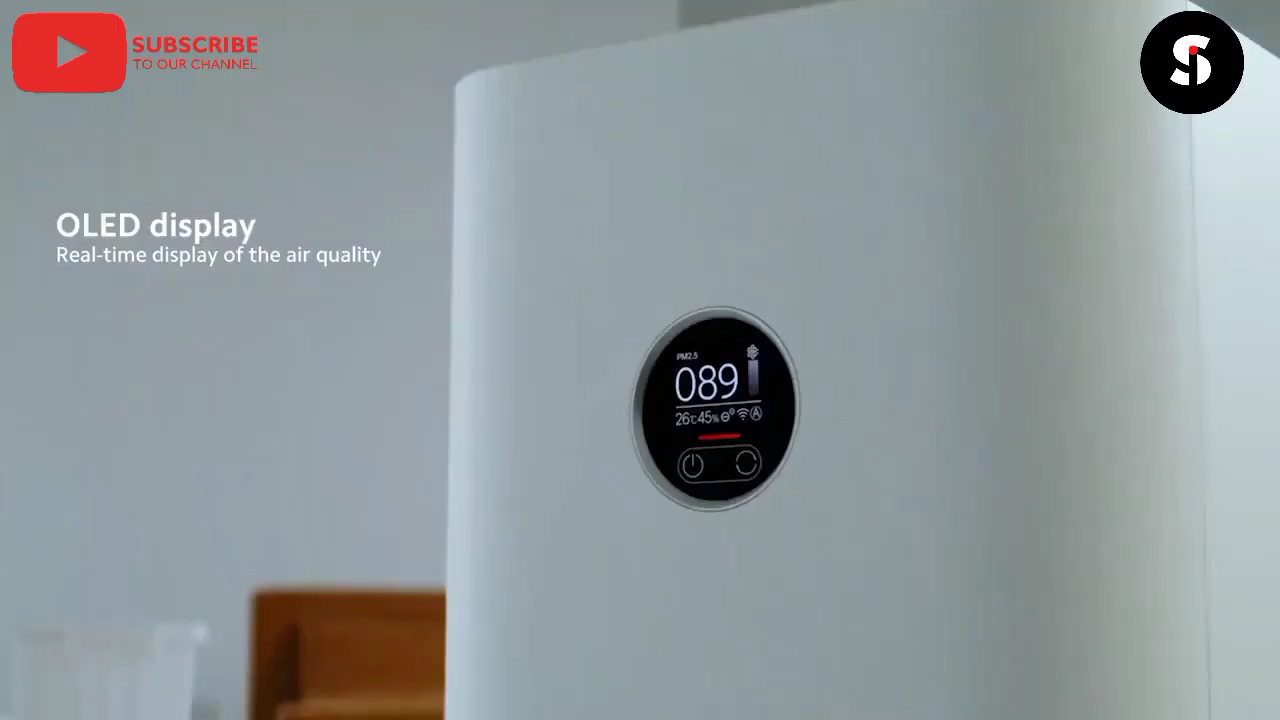 SUBSCRIBE
TO OUR CHANNEL
OLED display
Real-time display of the air quality
PM2.5
089
26℃45%
A